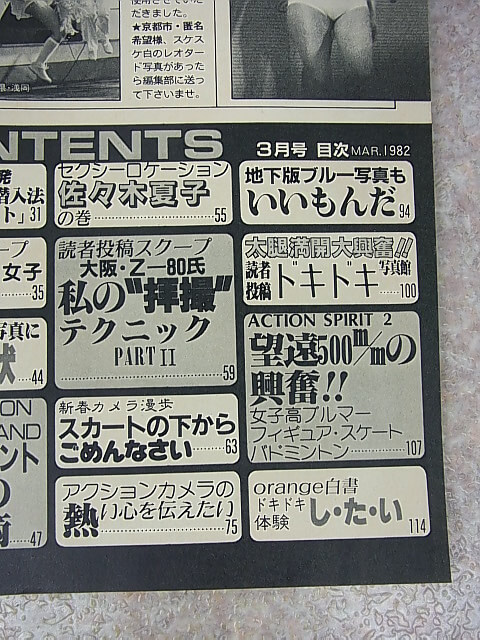 使用させていた
だきました。
★京都市・匿名
希望様、スケス
ケ白のレオター
ド写真があった
ら編集部に送っ
て下さいませ。
NTENTS
3月号 目次 MAR.1982
発
潜入法
ト」31
ープ
女子
35
写真に
44
ON
AND
ント
の
術
47
セクシーロケーション
佐々木夏子
の巻 55
読者投稿スクープ
大阪・Z―80氏
私の“拝撮”
テクニック
PART II
59
新春カメラ漫歩
スカートの下から
ごめんなさい 63
アクションカメラの
熱い心を伝えたい
75
地下版ブルー写真も
いいもんだ 94
太腿満開大興奮!!
読者投稿 ドキドキ 写真館
100
ACTION SPIRIT 2
望遠500m/mの
興奮!!
女子高ブルマー
フィギュア・スケート
バドミントン 107
orange白書
ドキドキ体験 し・た・い 114